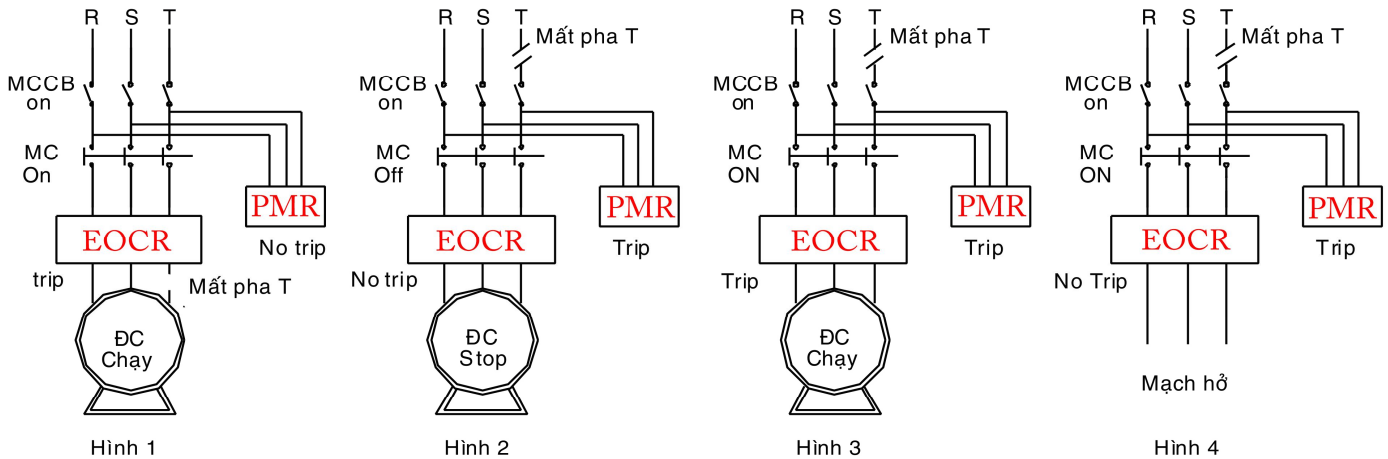 R S T
MCCB
on
MC
On
PMR
No trip
EOCR
trip
Mất pha T
ĐC
Chạy
Hình 1
R S T
Mất pha T
MCCB
on
MC
Off
PMR
Trip
EOCR
No trip
ĐC
Stop
Hình 2
R S T
Mất pha T
MCCB
on
MC
ON
PMR
Trip
EOCR
Trip
ĐC
Chạy
Hình 3
R S T
Mất pha T
MCCB
on
MC
ON
PMR
Trip
EOCR
No Trip
Mạch hở
Hình 4